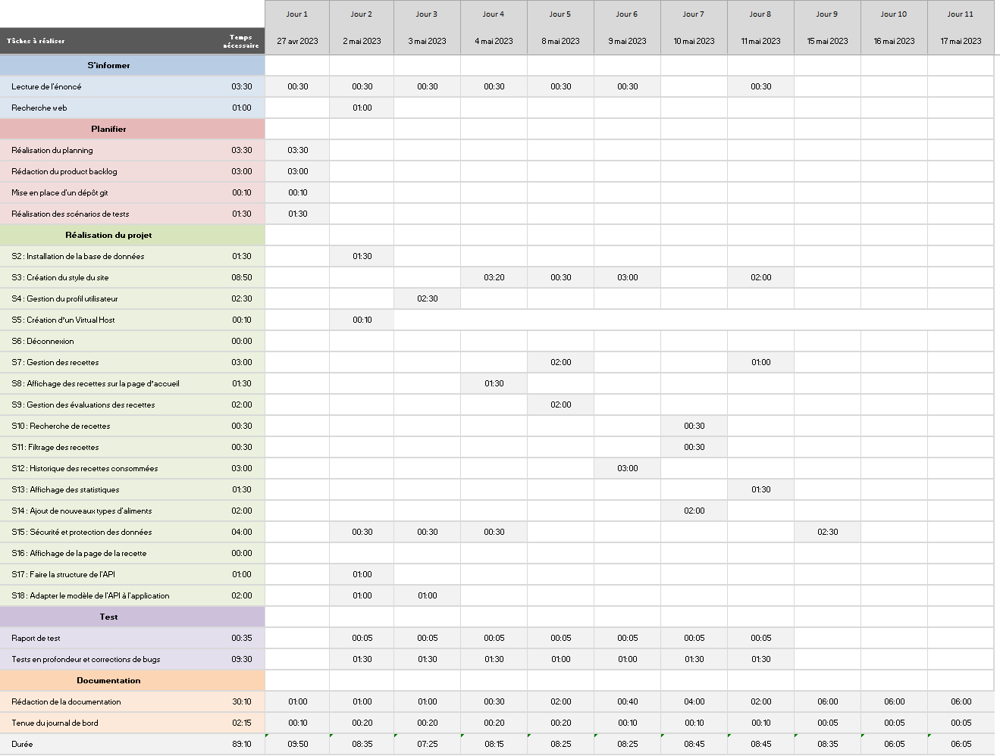 Jour 1 Jour 2 Jour 3 Jour 4 Jour 5 Jour 6 Jour 7 Jour 8 Jour 9 Jour 10 Jour 11
Tâches à réaliser Temps nécessaire 27 avr 2023 2 mai 2023 3 mai 2023 4 mai 2023 8 mai 2023 9 mai 2023 10 mai 2023 11 mai 2023 15 mai 2023 16 mai 2023 17 mai 2023
S'informer
Lecture de l'énoncé 03:30 00:30 00:30 00:30 00:30 00:30 00:30 00:30
Recherche web 01:00 01:00
Planifier
Réalisation du planning 03:30 03:30
Rédaction du product backlog 03:00 03:00
Mise en place d'un dépôt git 00:10 00:10
Réalisation des scénarios de tests 01:30 01:30
Réalisation du projet
S2 : Installation de la base de données 01:30 01:30
S3 : Création du style du site 08:50 03:20 00:30 03:00 02:00
S4 : Gestion du profil utilisateur 02:30 02:30
S5 : Création d'un Virtual Host 00:10 00:10
S6 : Déconnexion 00:00
S7 : Gestion des recettes 03:00 02:00 01:00
S8 : Affichage des recettes sur la page d'accueil 01:30 01:30
S9 : Gestion des évaluations des recettes 02:00 02:00
S10 : Recherche de recettes 00:30 00:30
S11 : Filtrage des recettes 00:30 00:30
S12 : Historique des recettes consommées 03:00 03:00
S13 : Affichage des statistiques 01:30 01:30
S14 : Ajout de nouveaux types d'aliments 02:00 02:00
S15 : Sécurité et protection des données 04:00 00:30 00:30 00:30 02:30
S16 : Affichage de la page de la recette 00:00
S17 : Faire la structure de l'API 01:00 01:00
S18 : Adapter le modèle de l'API à l'application 02:00 01:00 01:00
Test
Raport de test 00:35 00:05 00:05 00:05 00:05 00:05 00:05 00:05
Tests en profondeur et corrections de bugs 09:30 01:30 01:30 01:30 01:00 01:00 01:30 01:30
Documentation
Rédaction de la documentation 30:10 01:00 01:00 01:00 00:30 02:00 00:40 04:00 02:00 06:00 06:00 06:00
Tenue du journal de bord 02:15 00:10 00:20 00:20 00:20 00:20 00:10 00:10 00:10 00:05 00:05 00:05
Durée 89:10 09:50 08:35 07:25 08:15 08:25 08:25 08:45 08:45 08:35 06:05 06:05